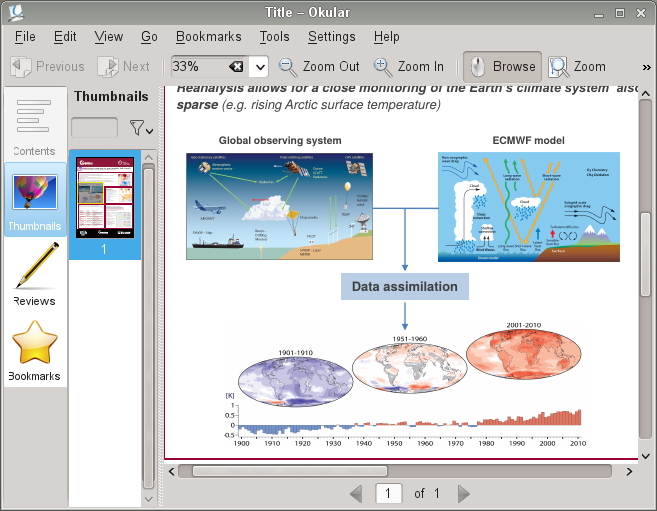 Title – Okular
File Edit View Go Bookmarks Tools Settings Help
Previous Next 33% Zoom Out Zoom In Browse Zoom »
Contents
Thumbnails
Reviews
Bookmarks
Thumbnails
1
Reanalysis allows for a close monitoring of the Earth's climate system also
sparse (e.g. rising Arctic surface temperature)
Global observing system
ECMWF model
AIRCRAFT
Cloud
Cloud
Data assimilation
1901-1910
1951-1960
2001-2010
[K]
1
0.5
0
-0.5
1900 1910 1920 1930 1940 1950 1960 1970 1980 1990 2000 2010
1 of 1